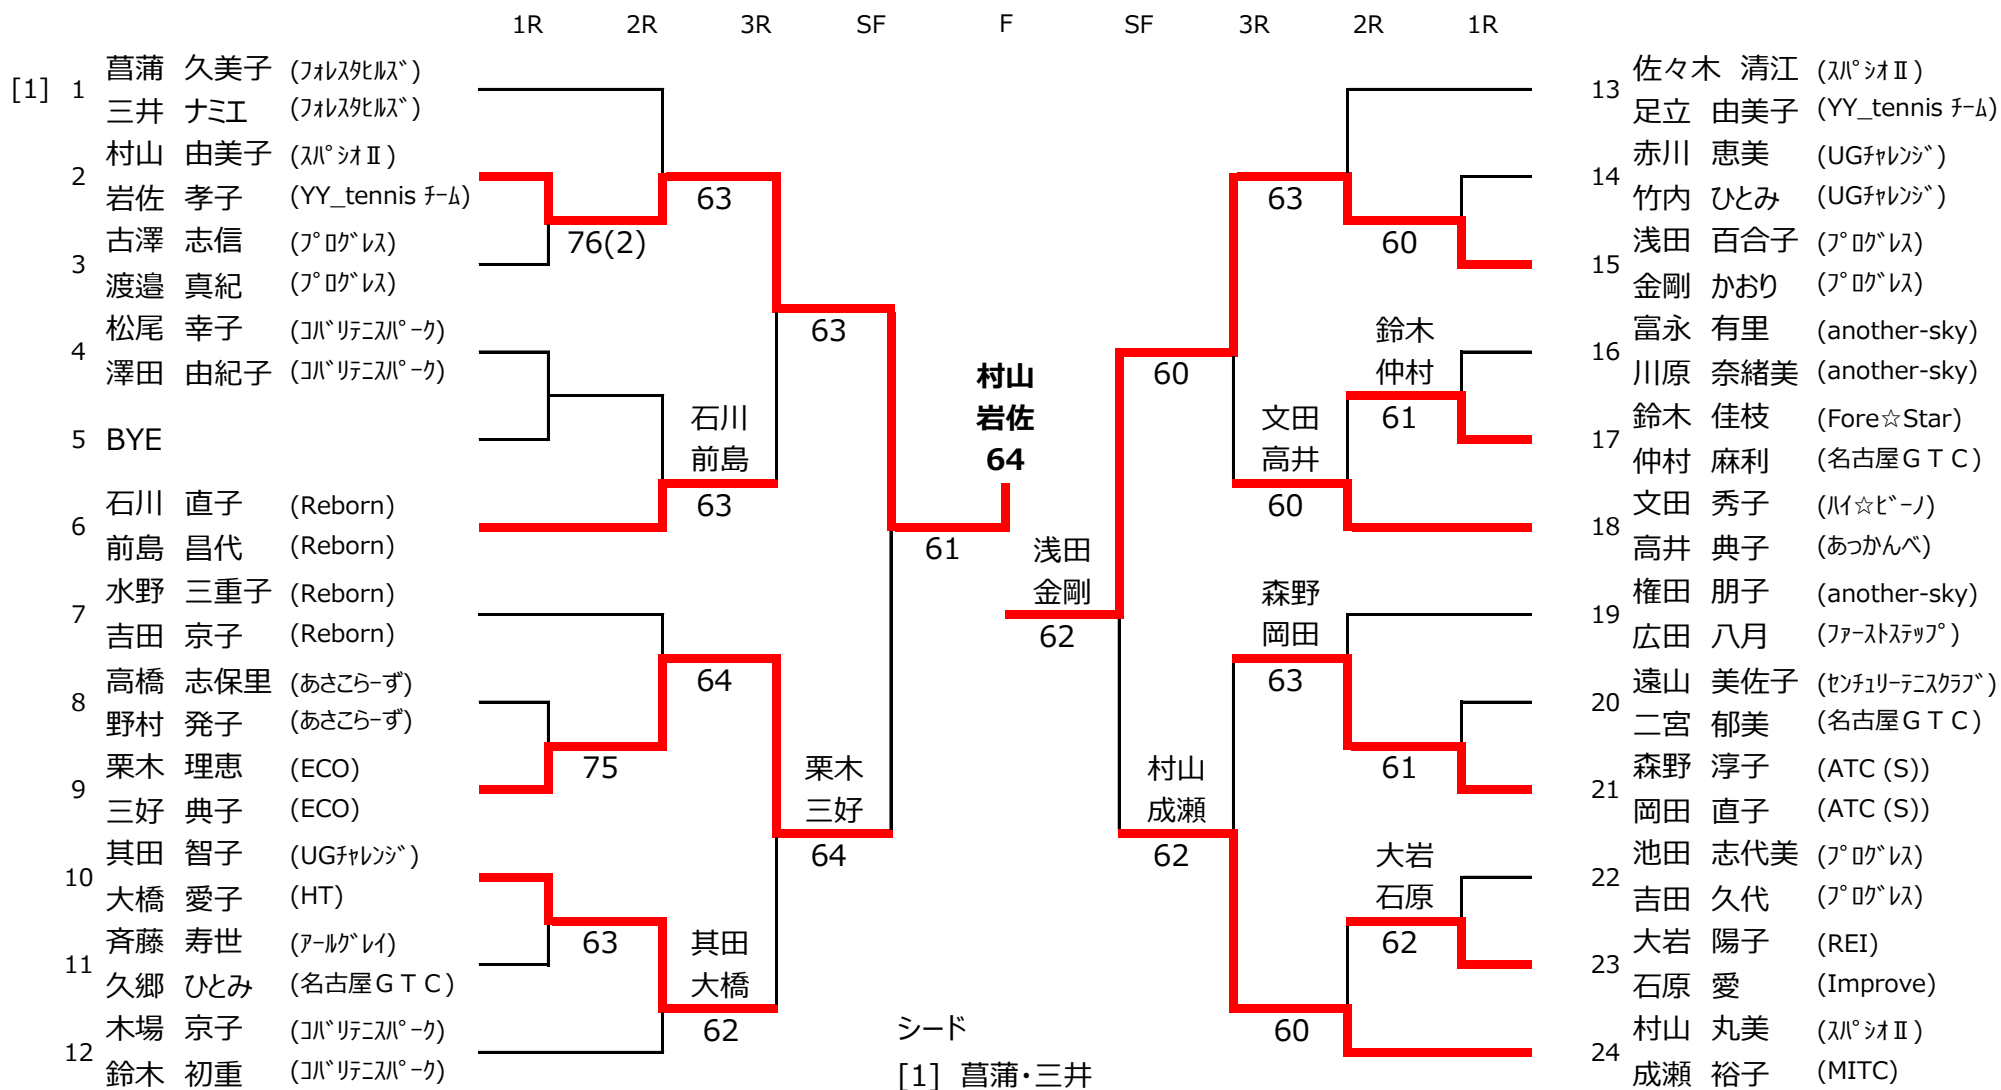 1R 2R 3R SF F SF 3R 2R 1R
[1] 1 菖蒲 久美子 (ﾌｫﾚｽﾀﾋﾙｽﾞ)
三井 ナミエ (ﾌｫﾚｽﾀﾋﾙｽﾞ)
2 村山 由美子 (ｽﾊﾟｼｵⅡ)
岩佐 孝子 (YY_tennis ﾁｰﾑ)
3 古澤 志信 (ﾌﾟﾛｸﾞﾚｽ)
渡邉 真紀 (ﾌﾟﾛｸﾞﾚｽ)
4 松尾 幸子 (ｺﾊﾞﾘﾃﾆｽﾊﾟｰｸ)
澤田 由紀子 (ｺﾊﾞﾘﾃﾆｽﾊﾟｰｸ)
5 BYE
6 石川 直子 (Reborn)
前島 昌代 (Reborn)
7 水野 三重子 (Reborn)
吉田 京子 (Reborn)
8 高橋 志保里 (あさこらーず)
野村 発子 (あさこらーず)
9 栗木 理恵 (ECO)
三好 典子 (ECO)
10 其田 智子 (UGﾁｬﾚﾝｼﾞ)
大橋 愛子 (HT)
11 斉藤 寿世 (ｱｰﾙｸﾞﾚｲ)
久郷 ひとみ (名古屋ＧＴＣ)
12 木場 京子 (ｺﾊﾞﾘﾃﾆｽﾊﾟｰｸ)
鈴木 初重 (ｺﾊﾞﾘﾃﾆｽﾊﾟｰｸ)
76(2)
75
63
63
石川
前島
63
64
其田
大橋
62
63
栗木
三好
64
61
村山
岩佐
64
浅田
金剛
62
60
村山
成瀬
62
63
文田
高井
60
森野
岡田
63
60
60
鈴木
仲村
61
61
大岩
石原
62
13 佐々木 清江 (ｽﾊﾟｼｵⅡ)
足立 由美子 (YY_tennis ﾁｰﾑ)
14 赤川 恵美 (UGﾁｬﾚﾝｼﾞ)
竹内 ひとみ (UGﾁｬﾚﾝｼﾞ)
15 浅田 百合子 (ﾌﾟﾛｸﾞﾚｽ)
金剛 かおり (ﾌﾟﾛｸﾞﾚｽ)
16 富永 有里 (another-sky)
川原 奈緒美 (another-sky)
17 鈴木 佳枝 (Fore☆Star)
仲村 麻利 (名古屋ＧＴＣ)
18 文田 秀子 (ﾊｲ☆ﾋﾞｰﾉ)
高井 典子 (あっかんべ)
19 権田 朋子 (another-sky)
広田 八月 (ﾌｧｰｽﾄｽﾃｯﾌﾟ)
20 遠山 美佐子 (ｾﾝﾁｭﾘｰﾃﾆｽｸﾗﾌﾞ)
二宮 郁美 (名古屋ＧＴＣ)
21 森野 淳子 (ATC (S))
岡田 直子 (ATC (S))
22 池田 志代美 (ﾌﾟﾛｸﾞﾚｽ)
吉田 久代 (ﾌﾟﾛｸﾞﾚｽ)
23 大岩 陽子 (REI)
石原 愛 (Improve)
24 村山 丸美 (ｽﾊﾟｼｵⅡ)
成瀬 裕子 (MITC)
シード
[1] 菖蒲・三井